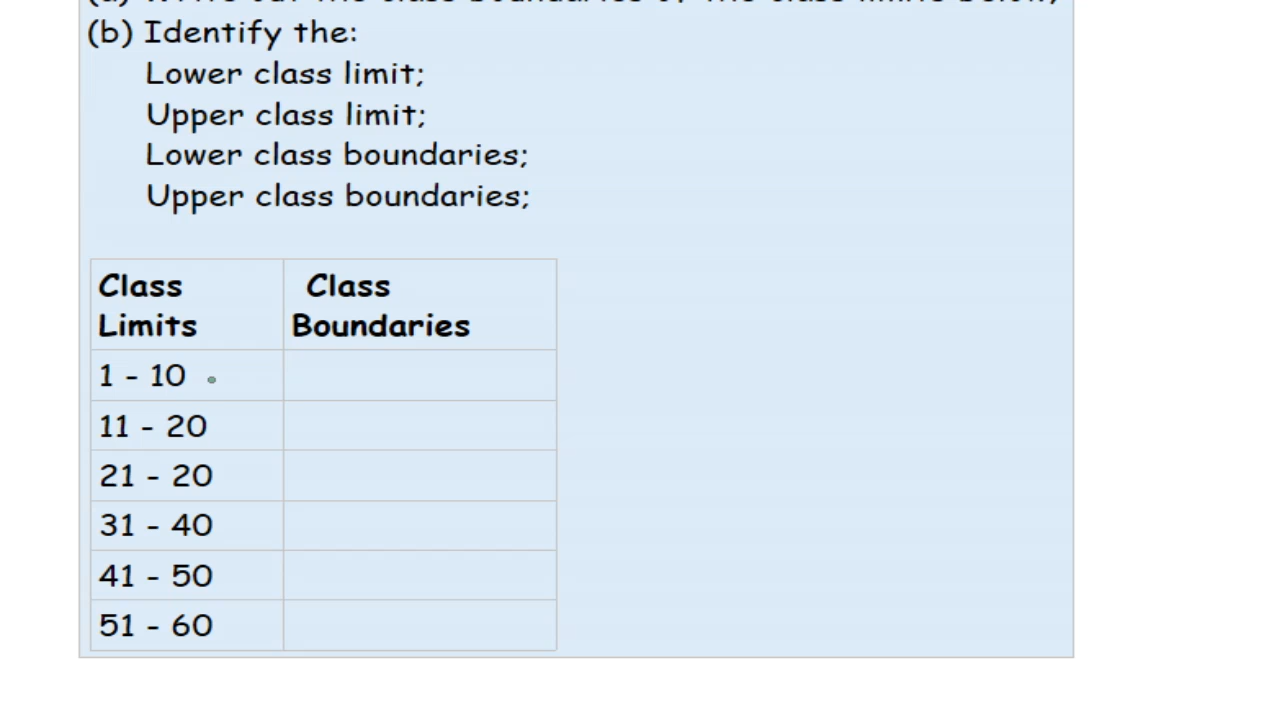 (b) Identify the:
Lower class limit;
Upper class limit;
Lower class boundaries;
Upper class boundaries;
Class Limits
Class Boundaries
1 - 10
11 - 20
21 - 20
31 - 40
41 - 50
51 - 60